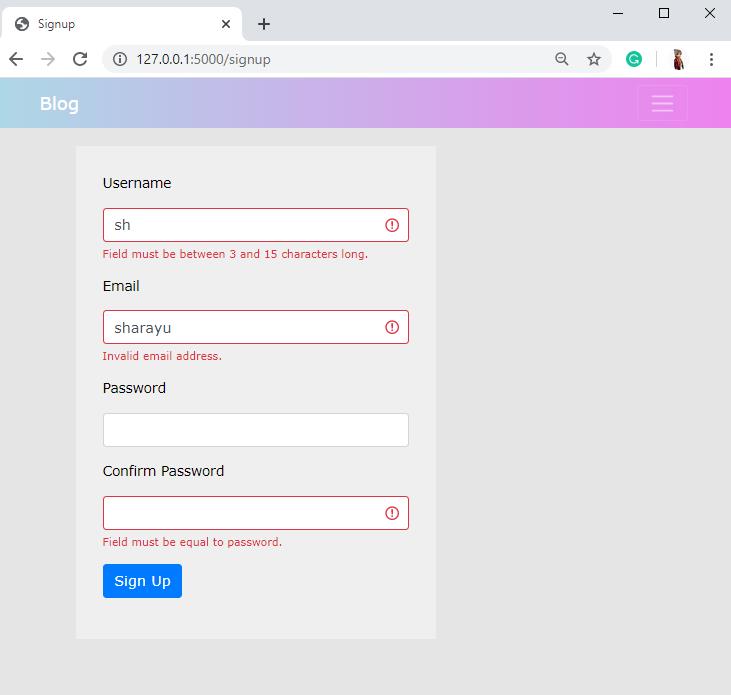 Signup
127.0.0.1:5000/signup
Blog
Username
sh
Field must be between 3 and 15 characters long.
Email
sharayu
Invalid email address.
Password
Confirm Password
Field must be equal to password.
Sign Up